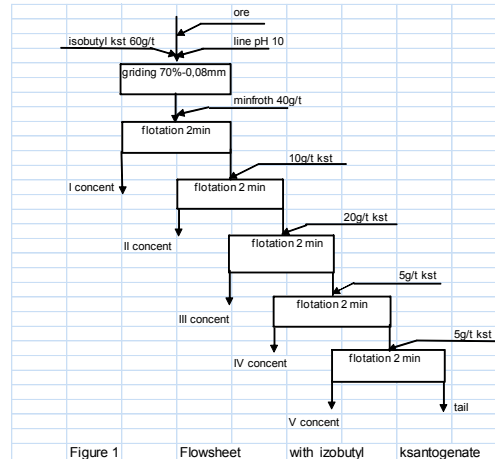 ore
isobutyl kst 60g/t
line pH 10
griding 70%-0,08mm
minfroth 40g/t
flotation 2min
10g/t kst
I concent
flotation 2 min
20g/t kst
II concent
flotation 2 min
5g/t kst
III concent
flotation 2 min
5g/t kst
IV concent
flotation 2 min
tail
V concent
Figure 1 Flowsheet with izobutyl ksantogenate